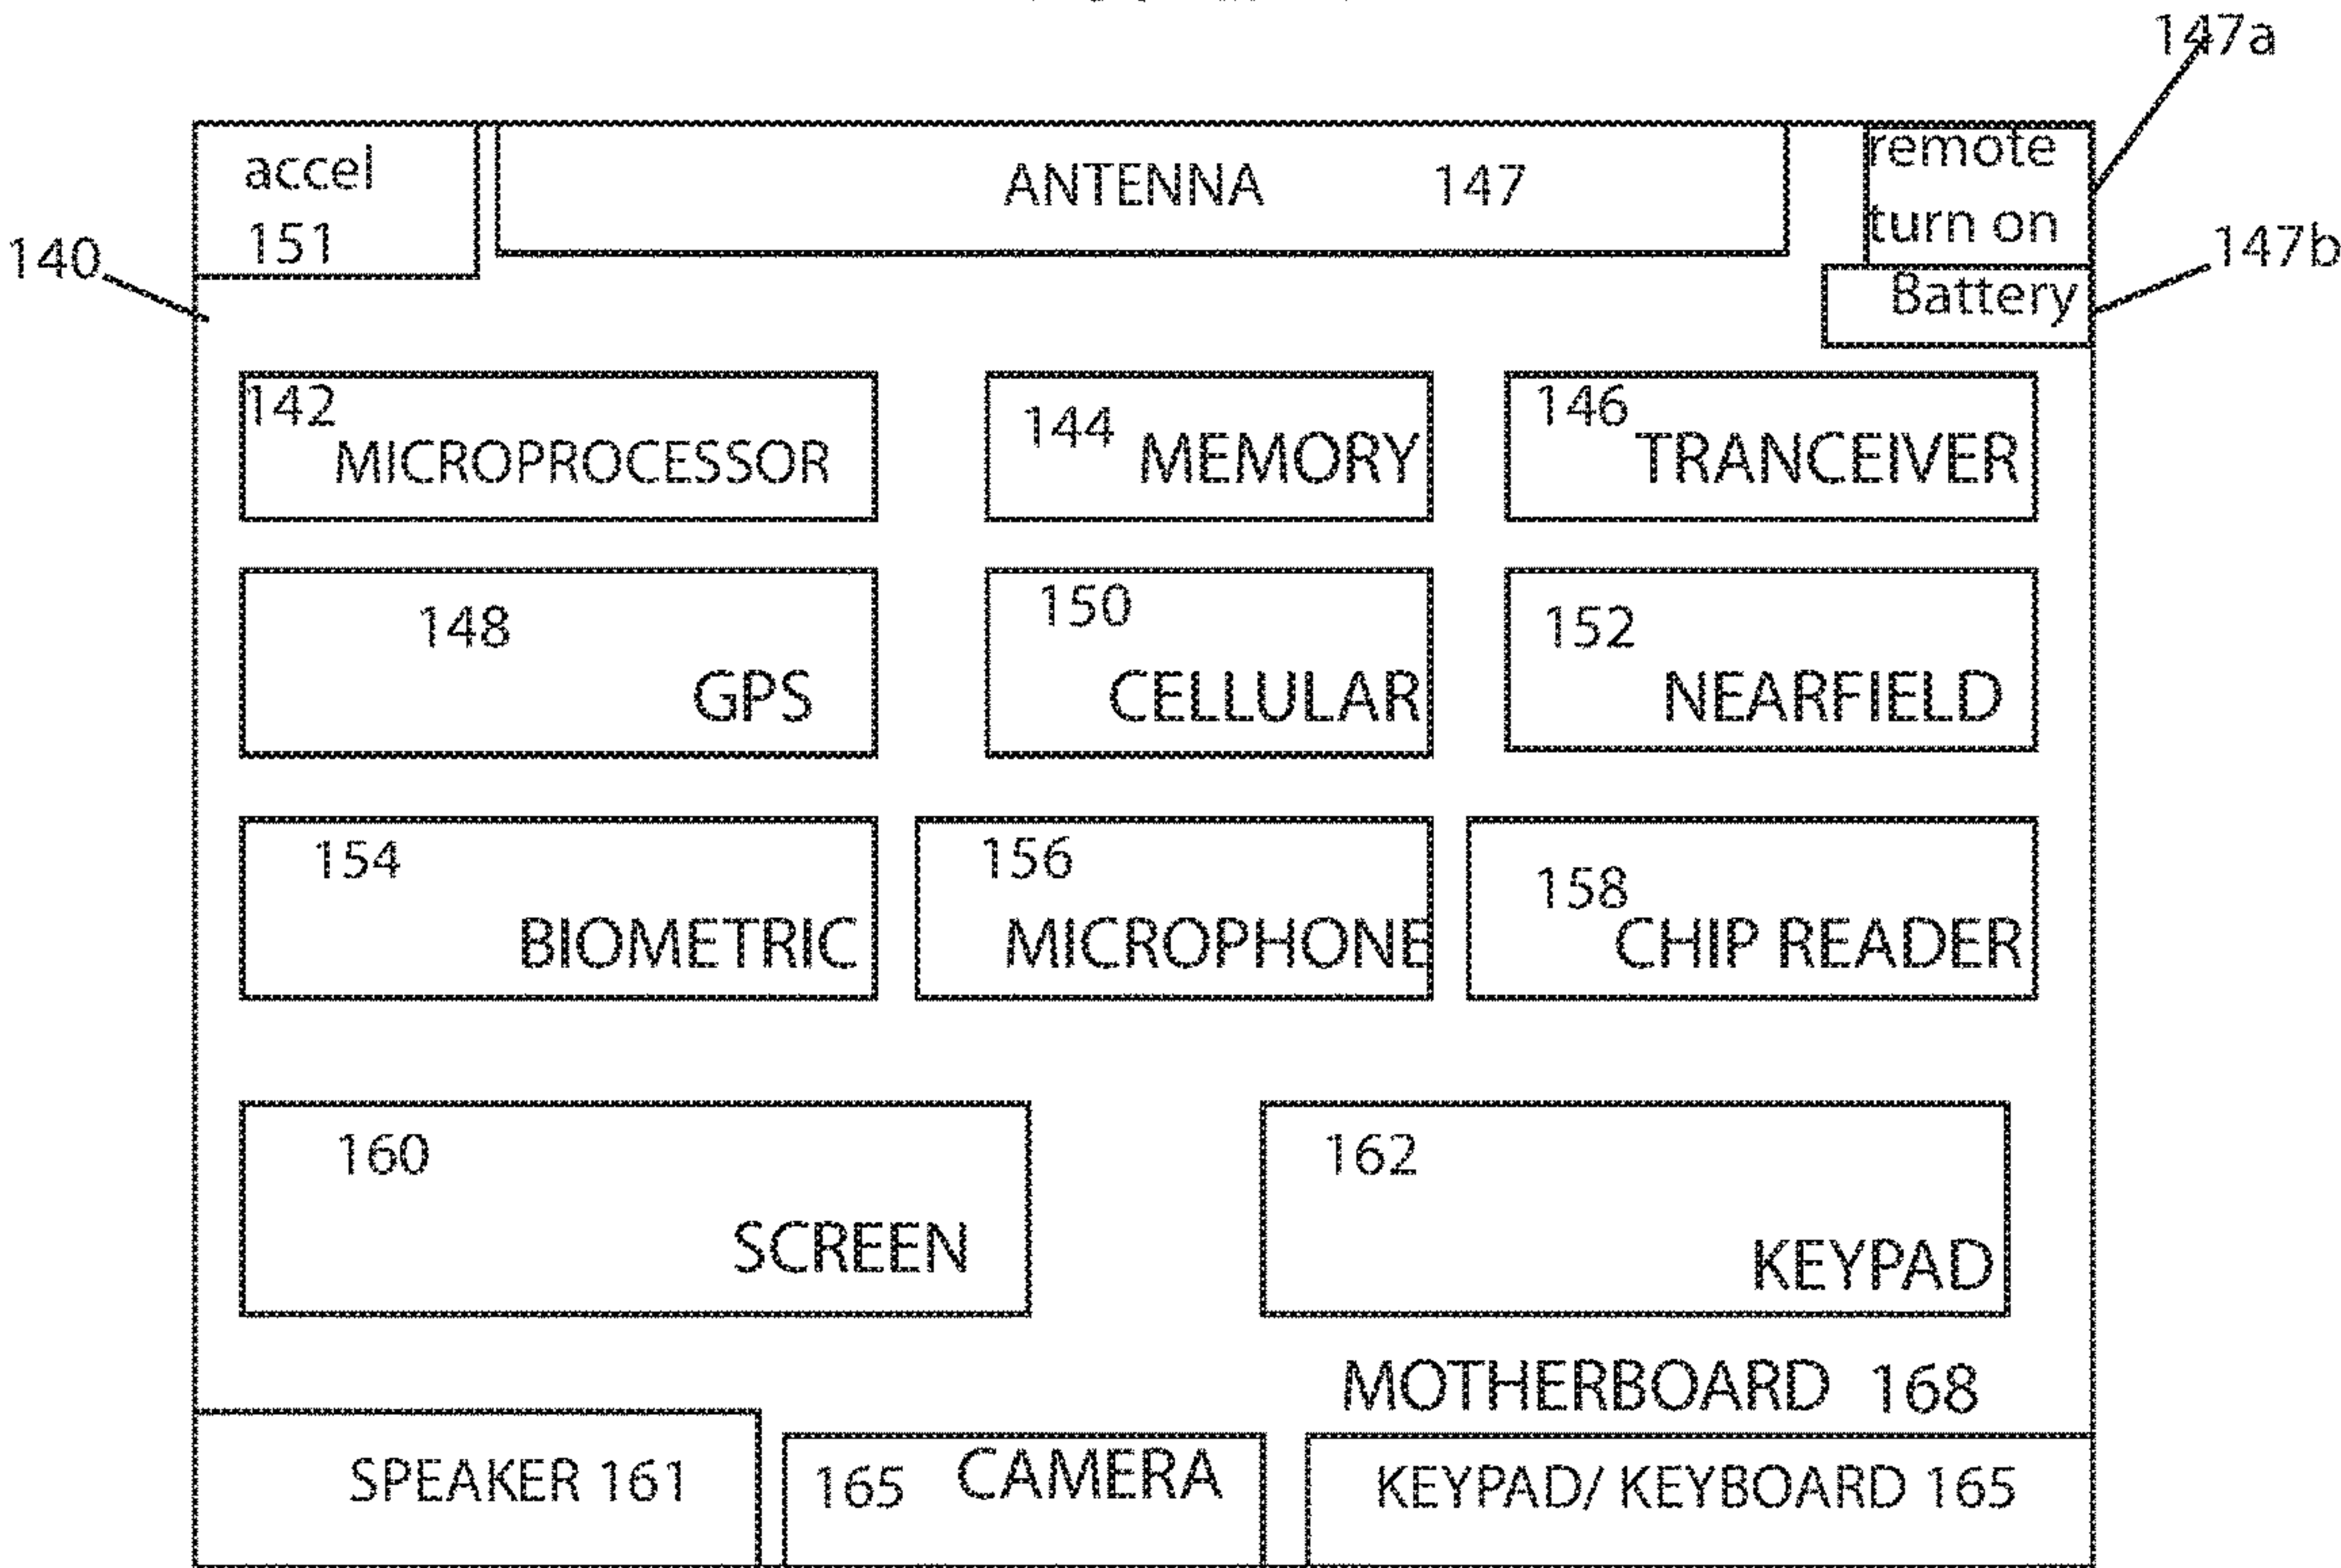 147a
accel
151
ANTENNA 147
remote
turn on
140
147b
Battery
142
MICROPROCESSOR
144
MEMORY
146
TRANCEIVER
148
GPS
150
CELLULAR
152
NEARFIELD
154
BIOMETRIC
156
MICROPHONE
158
CHIP READER
160
SCREEN
162
KEYPAD
MOTHERBOARD 168
SPEAKER 161
165 CAMERA
KEYPAD/ KEYBOARD 165